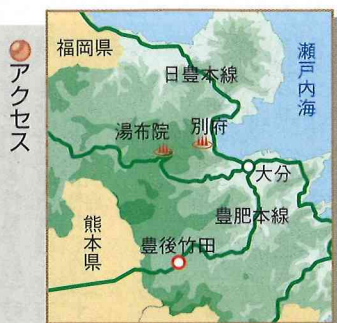 アクセス
福岡県
瀬戸内海
日豊本線
湯布院
別府
大分
豊肥本線
熊本県
豊後竹田